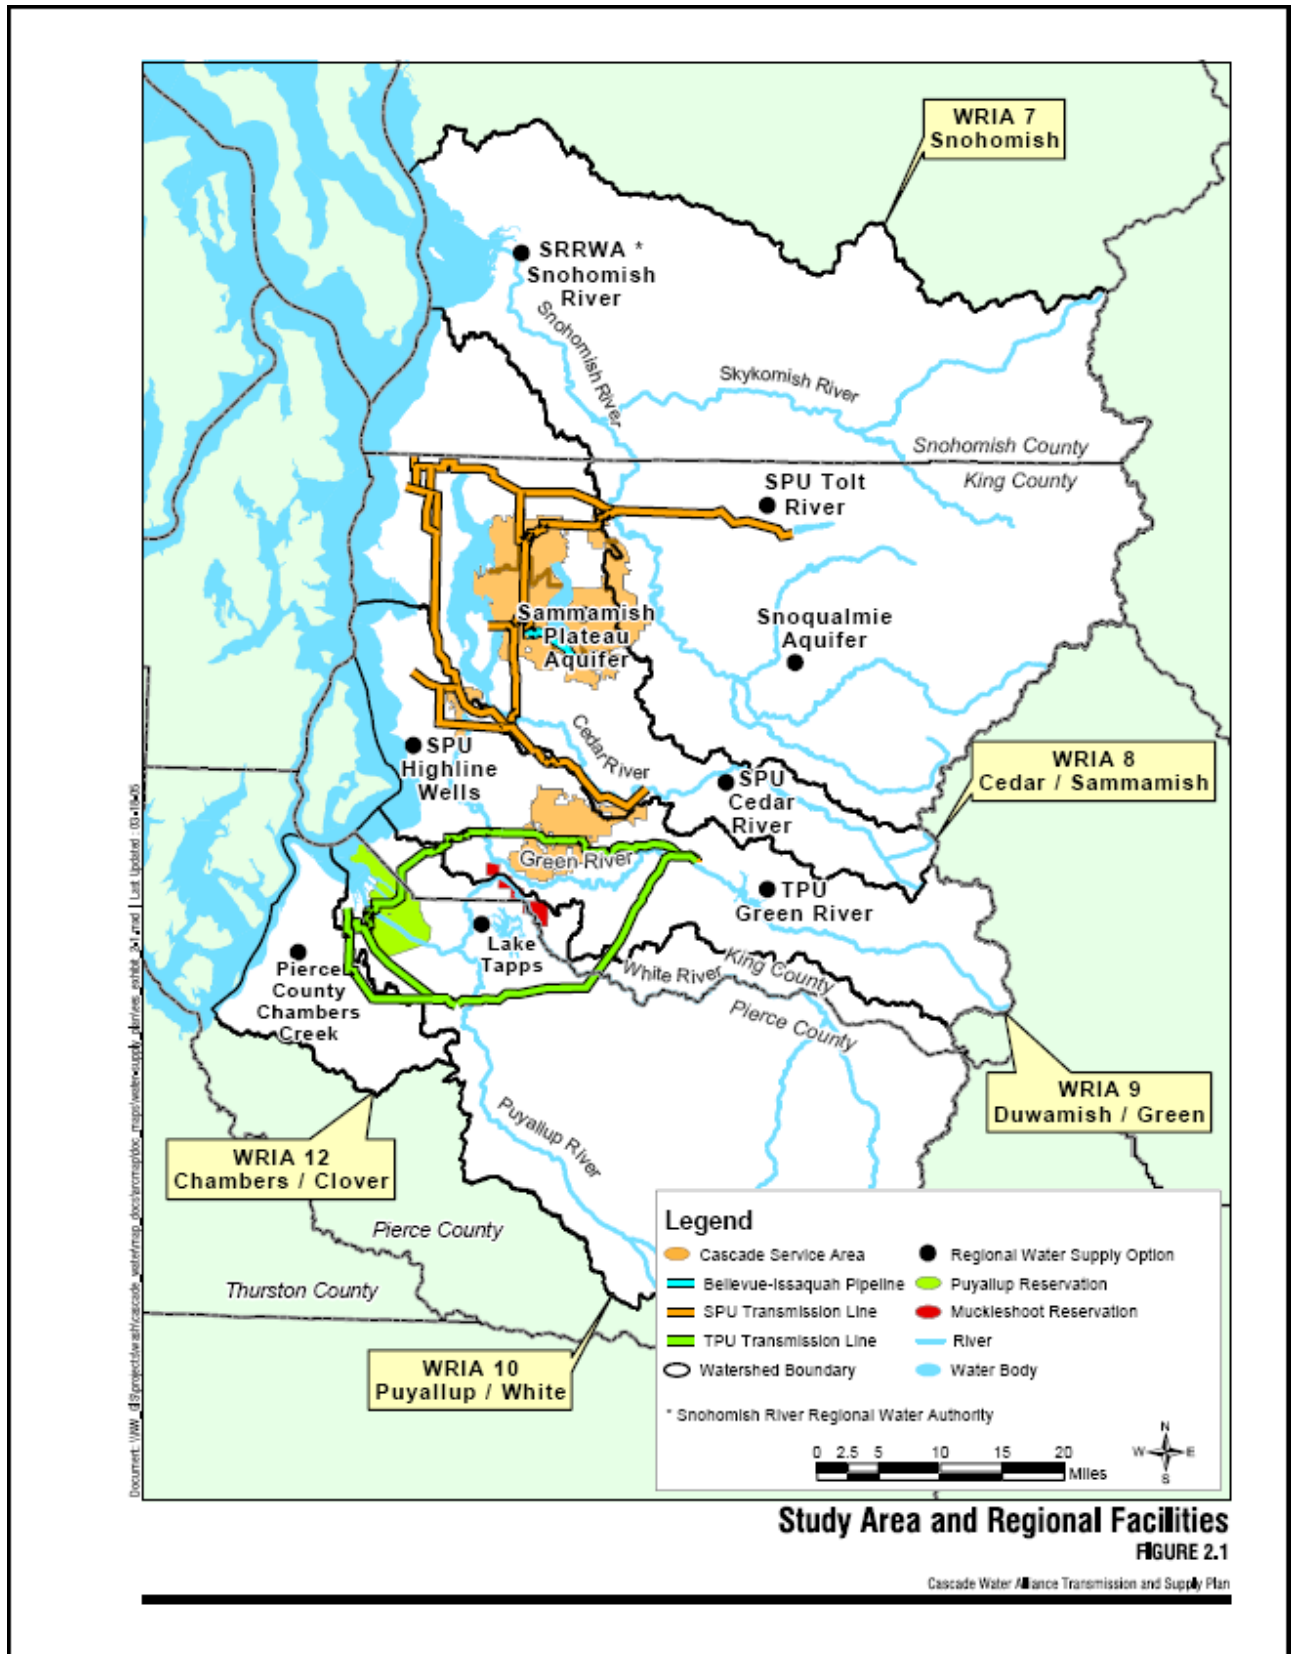 WRIA 7
Snohomish
SRRWA *
Snohomish
River
Snohomish River
Skykomish River
Snohomish County
King County
SPU Tolt
River
Sammamish
Plateau
Aquifer
Snoqualmie
Aquifer
SPU
Highline
Wells
Cedar River
SPU
Cedar
River
WRIA 8
Cedar / Sammamish
Green River
TPU
Green River
Lake
Tapps
Pierce
County
Chambers
Creek
White River
King County
Pierce County
WRIA 9
Duwamish / Green
Puyallup River
WRIA 12
Chambers / Clover
Pierce County
Thurston County
WRIA 10
Puyallup / White
Legend
Cascade Service Area
Bellevue-Issaquah Pipeline
SPU Transmission Line
TPU Transmission Line
Watershed Boundary
Regional Water Supply Option
Puyallup Reservation
Muckleshoot Reservation
River
Water Body
* Snohomish River Regional Water Authority
0 2.5 5 10 15 20
Miles
N
W E
S
Last Updated : 03-18-05
Study Area and Regional Facilities
FIGURE 2.1
Cascade Water Alliance Transmission and Supply Plan